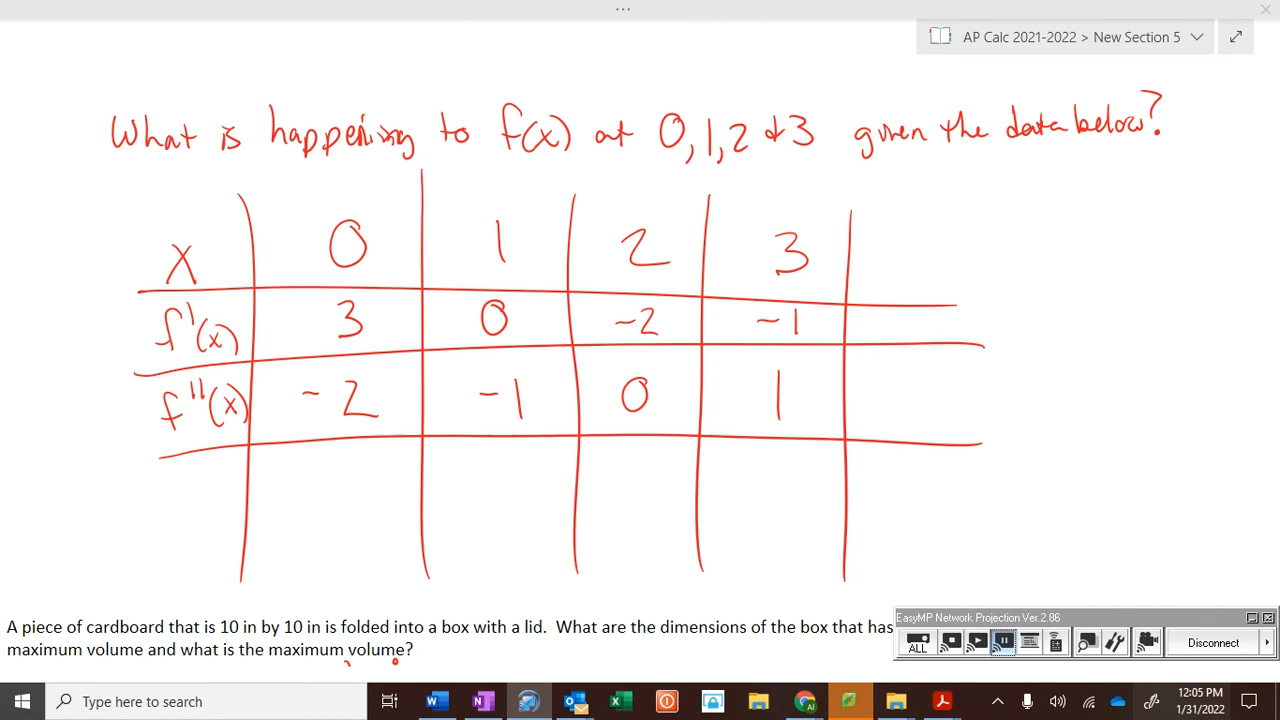 AP Calc 2021-2022 > New Section 5
What is happening to f(x) at 0, 1, 2 & 3 given the data below?
x 0 1 2 3
f'(x) 3 0 -2 -1
f''(x) -2 -1 0 1
A piece of cardboard that is 10 in by 10 in is folded into a box with a lid. What are the dimensions of the box that has
maximum volume and what is the maximum volume?
EasyMP Network Projection Ver.2.86
ALL
Disconnect
Type here to search
12:05 PM
1/31/2022